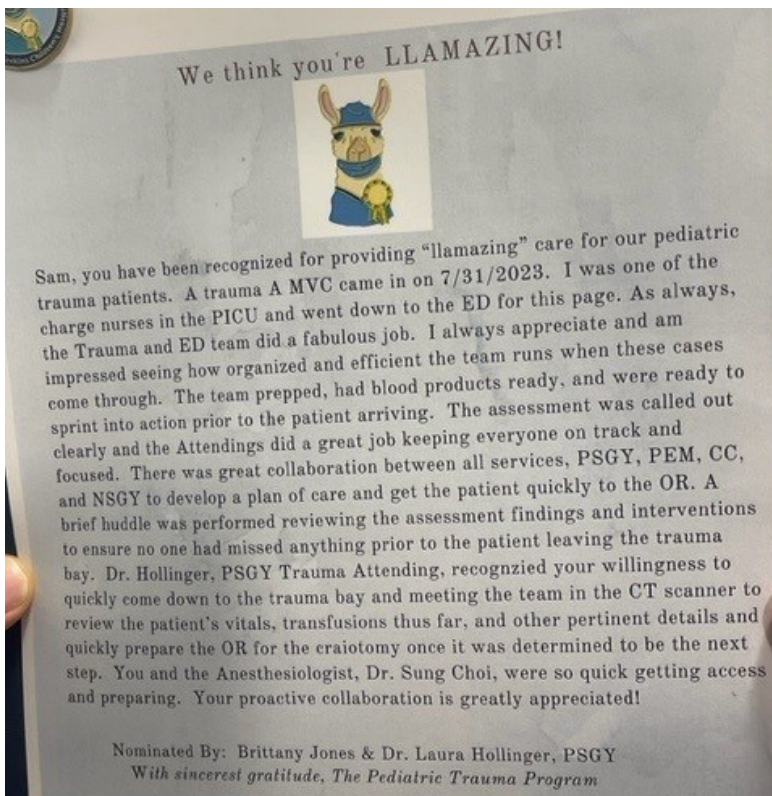 We think you're LLAMAZING!
Sam, you have been recognized for providing “llamazing” care for our pediatric
trauma patients. A trauma A MVC came in on 7/31/2023. I was one of the
charge nurses in the PICU and went down to the ED for this page. As always,
the Trauma and ED team did a fabulous job. I always appreciate and am
impressed seeing how organized and efficient the team runs when these cases
come through. The team prepped, had blood products ready, and were ready to
sprint into action prior to the patient arriving. The assessment was called out
clearly and the Attendings did a great job keeping everyone on track and
focused. There was great collaboration between all services, PSGY, PEM, CC,
and NSGY to develop a plan of care and get the patient quickly to the OR. A
brief huddle was performed reviewing the assessment findings and interventions
to ensure no one had missed anything prior to the patient leaving the trauma
bay. Dr. Hollinger, PSGY Trauma Attending, recognzied your willingness to
quickly come down to the trauma bay and meeting the team in the CT scanner to
review the patient's vitals, transfusions thus far, and other pertinent details and
quickly prepare the OR for the craiotomy once it was determined to be the next
step. You and the Anesthesiologist, Dr. Sung Choi, were so quick getting access
and preparing. Your proactive collaboration is greatly appreciated!
Nominated By: Brittany Jones & Dr. Laura Hollinger, PSGY
With sincerest gratitude, The Pediatric Trauma Program